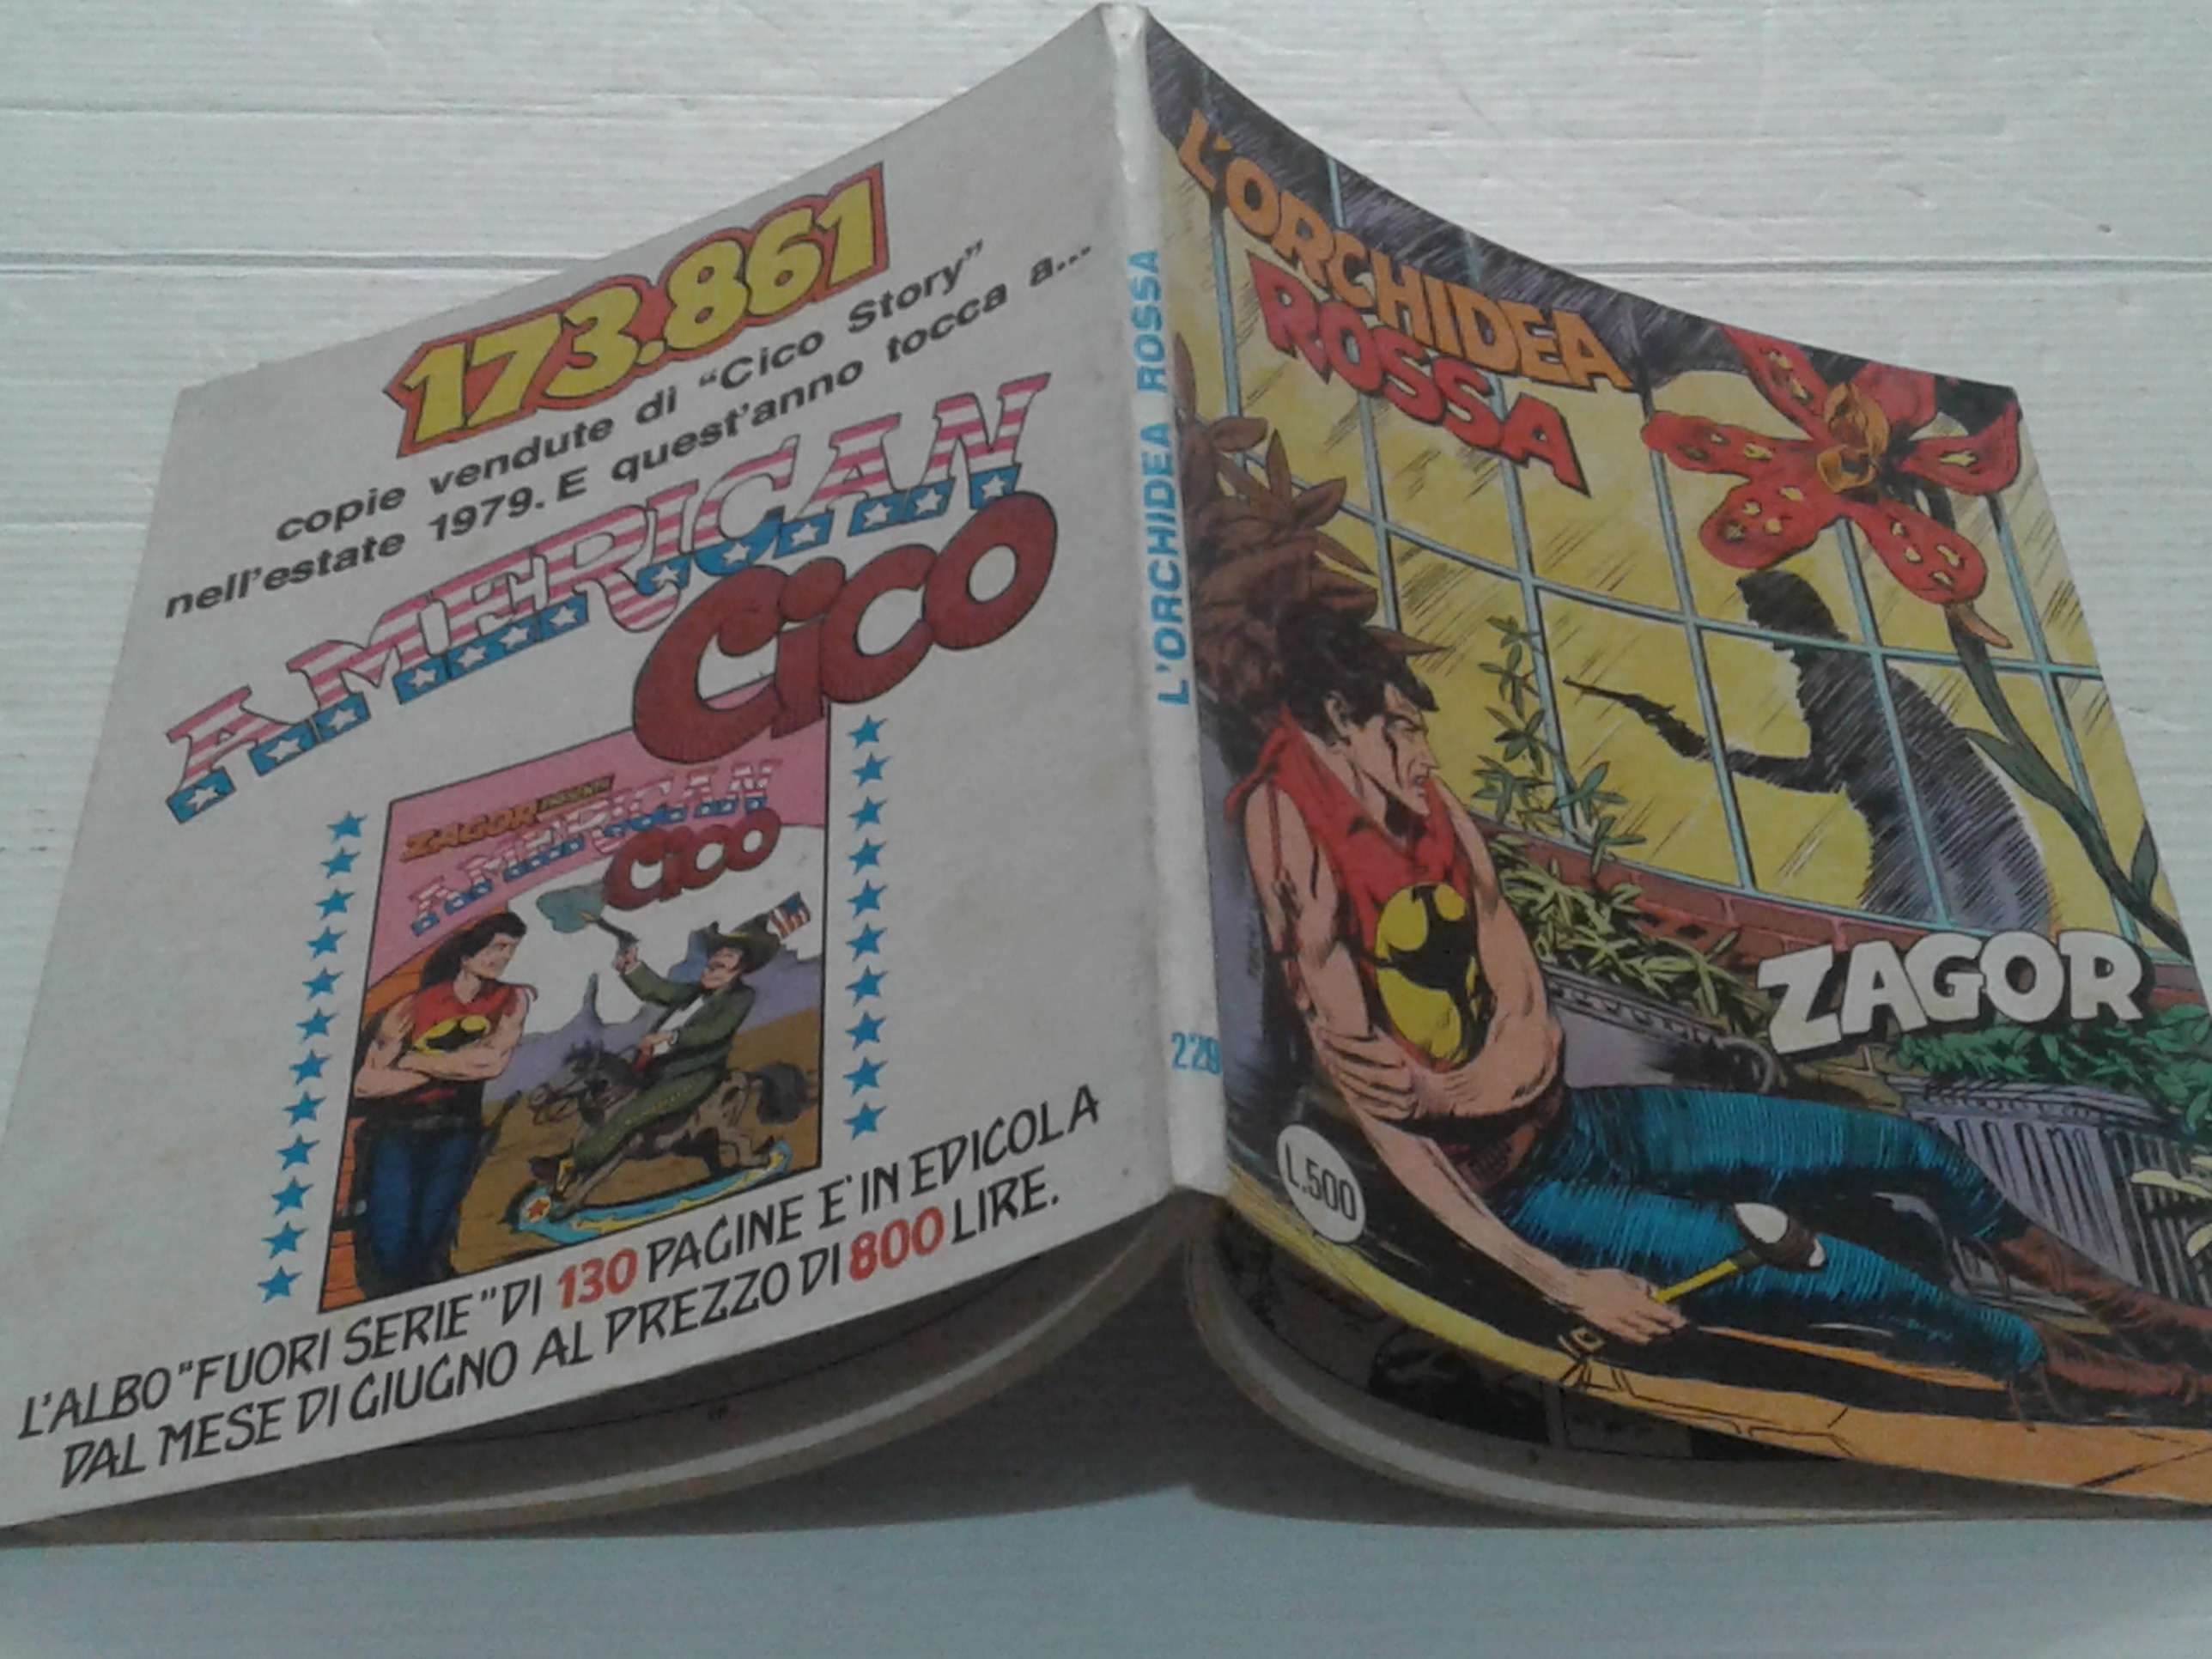 173.861
copie vendute di "Cico Story"
nell'estate 1979. E quest'anno tocca a...
AMERICAN
CICO
ZAGOR
AMERICAN
CICO
L'ALBO "FUORI SERIE" DI 130 PAGINE E' IN EDICOLA
DAL MESE DI GIUGNO AL PREZZO DI 800 LIRE.
L'ORCHIDEA ROSSA
229
L'ORCHIDEA
ROSSA
ZAGOR
L.500